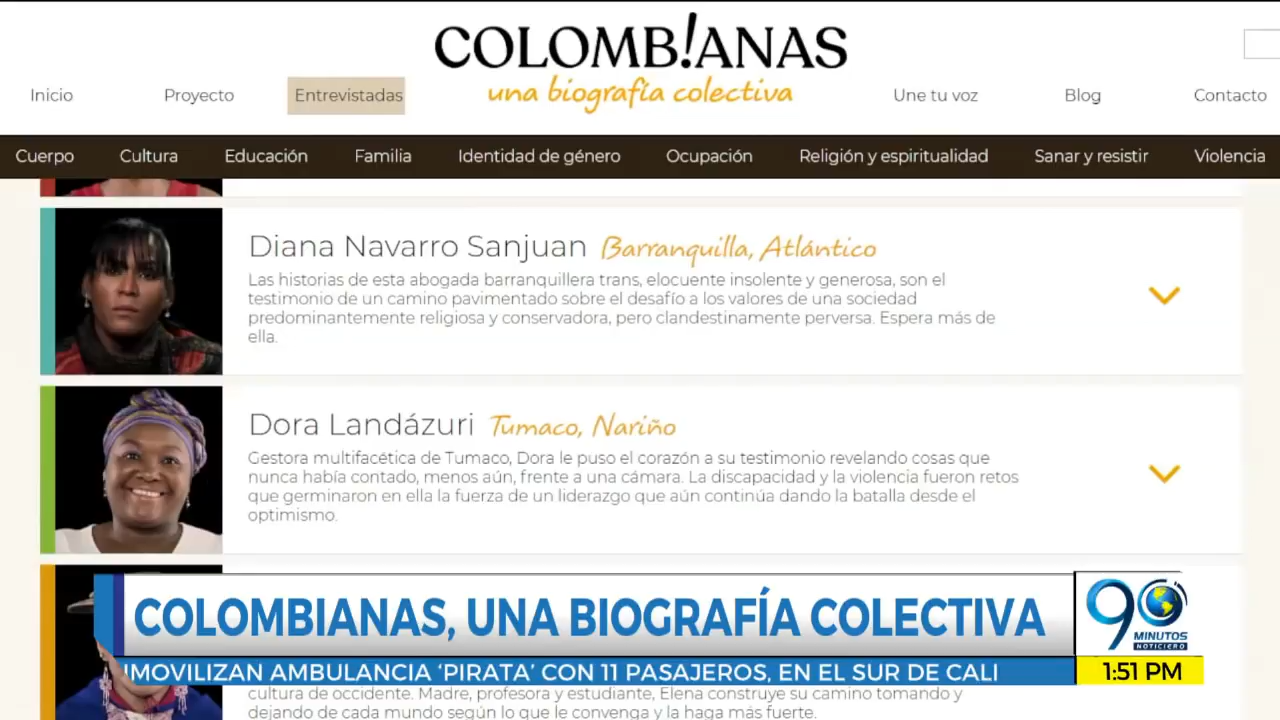 COLOMB!ANAS
una biografía colectiva
Inicio
Proyecto
Entrevistadas
Une tu voz
Blog
Contacto
Cuerpo
Cultura
Educación
Familia
Identidad de género
Ocupación
Religión y espiritualidad
Sanar y resistir
Violencia
Diana Navarro Sanjuan Barranquilla, Atlántico
Las historias de esta abogada barranquillera trans, elocuente insolente y generosa, son el
testimonio de un camino pavimentado sobre el desafío a los valores de una sociedad
predominantemente religiosa y conservadora, pero clandestinamente perversa. Espera más de
ella.
Dora Landázuri Tumaco, Nariño
Gestora multifacética de Tumaco, Dora le puso el corazón a su testimonio revelando cosas que
nunca había contado, menos aún, frente a una cámara. La discapacidad y la violencia fueron retos
que germinaron en ella la fuerza de un liderazgo que aún continúa dando la batalla desde el
optimismo.
COLOMBIANAS, UNA BIOGRAFÍA COLECTIVA
90
MINUTOS
NOTICIERO
IMOVILIZAN AMBULANCIA ‘PIRATA’ CON 11 PASAJEROS, EN EL SUR DE CALI
1:51 PM
cultura de occidente. Madre, profesora y estudiante, Elena construye su camino tomando y
dejando de cada mundo según lo que le convenga y la haga más fuerte.